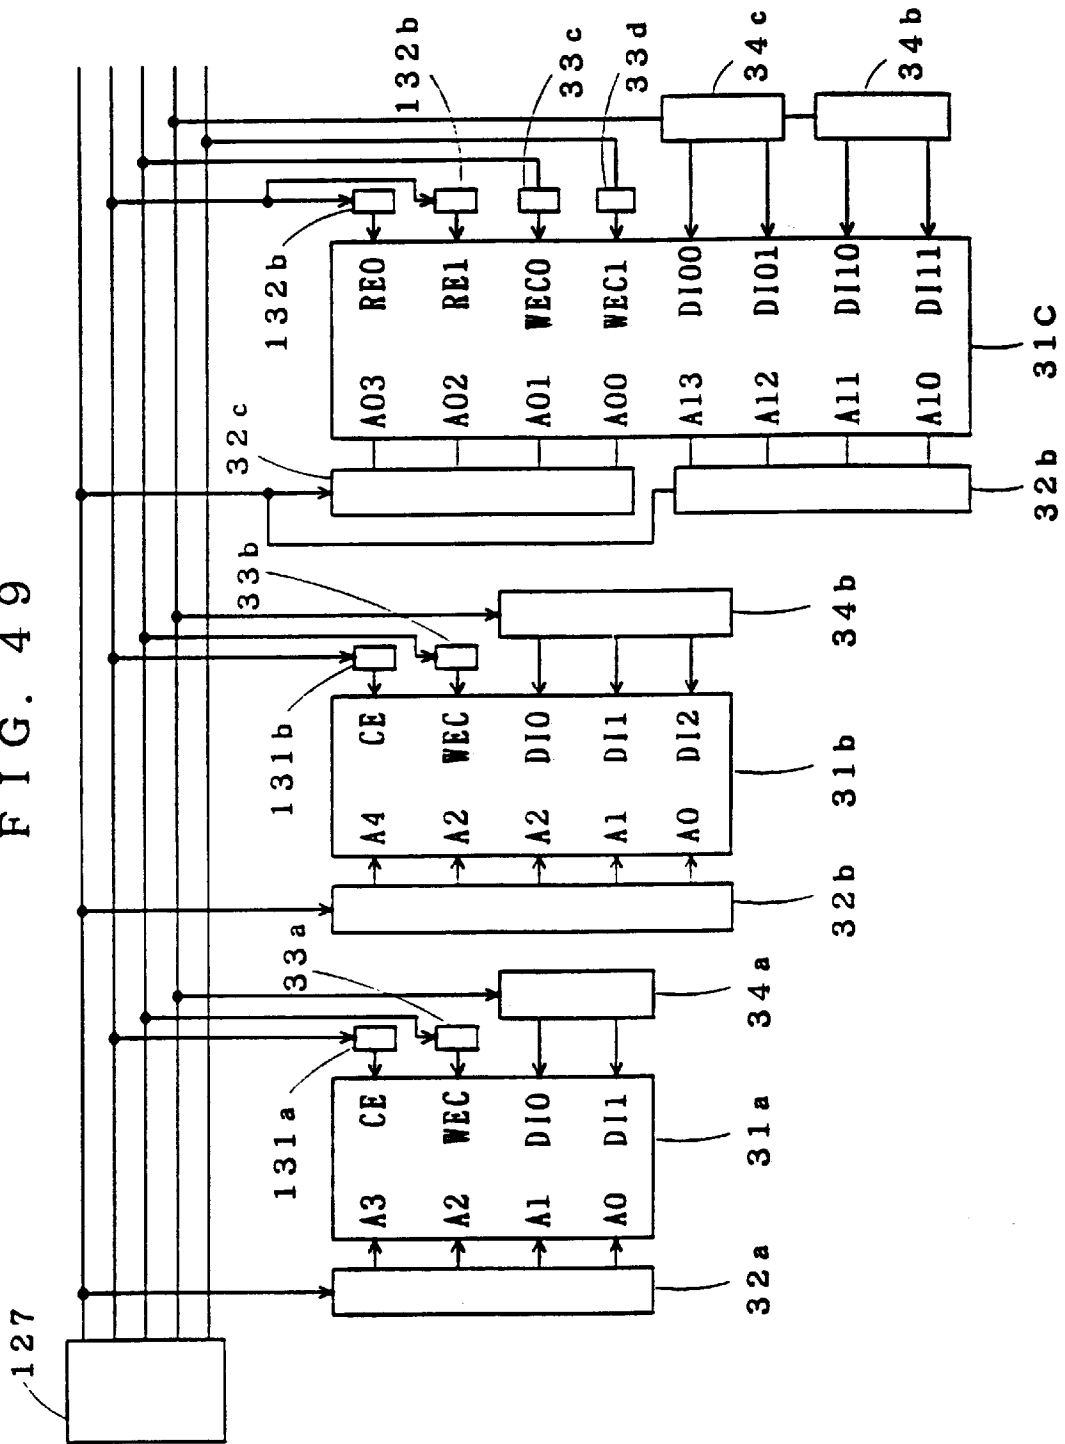 FIG. 49
127
32a
A3
A2
A1
A0
CE
WEC
DI0
DI1
31a
131a
33a
34a
32b
A4
A2
A2
A1
A0
CE
WEC
DI0
DI1
DI2
31b
131b
33b
34b
32c
32b
A03
A02
A01
A00
A13
A12
A11
A10
RE0
RE1
WEC0
WEC1
DI00
DI01
DI10
DI11
31C
132b
132b
33c
33d
34c
34b